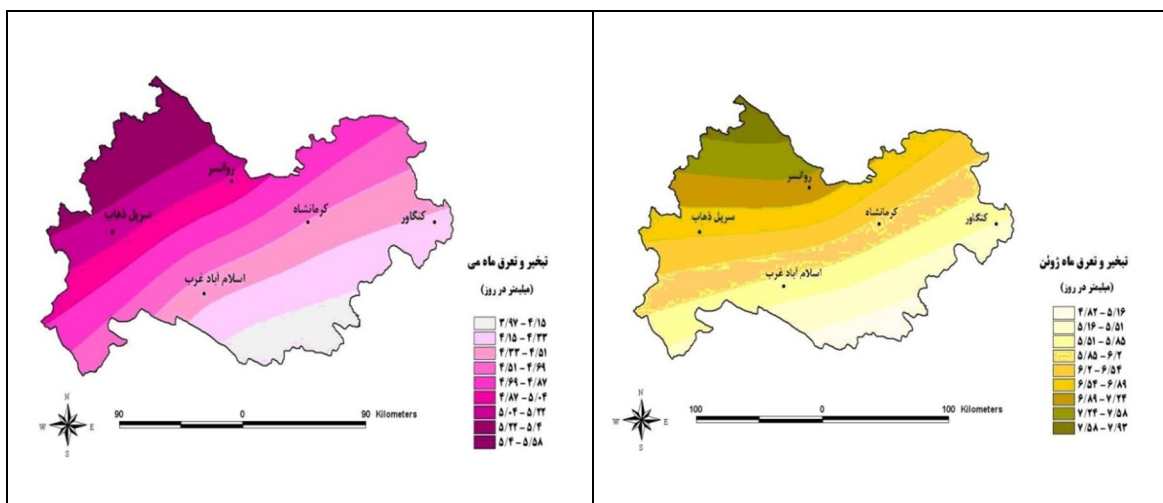 روانسر
سرپل ذهاب
کرمانشاه
کنگاور
اسلام آباد غرب
تبخیر و تعرق ماه می
(میلیمتر در روز)
۳/۹۷ - ۴/۱۵
۴/۱۵ - ۴/۳۳
۴/۳۳ - ۴/۵۱
۴/۵۱ - ۴/۶۹
۴/۶۹ - ۴/۸۷
۴/۸۷ - ۵/۰۴
۵/۰۴ - ۵/۲۲
۵/۲۲ - ۵/۴
۵/۴ - ۵/۵۸
N
W E
S
90 0 90 Kilometers
روانسر
سرپل ذهاب
کرمانشاه
کنگاور
اسلام آباد غرب
تبخیر و تعرق ماه ژوئن
(میلیمتر در روز)
۴/۸۲ - ۵/۱۶
۵/۱۶ - ۵/۵۱
۵/۵۱ - ۵/۸۵
۵/۸۵ - ۶/۲
۶/۲ - ۶/۵۴
۶/۵۴ - ۶/۸۹
۶/۸۹ - ۷/۲۴
۷/۲۴ - ۷/۵۸
۷/۵۸ - ۷/۹۳
N
W E
S
100 0 100 Kilometers